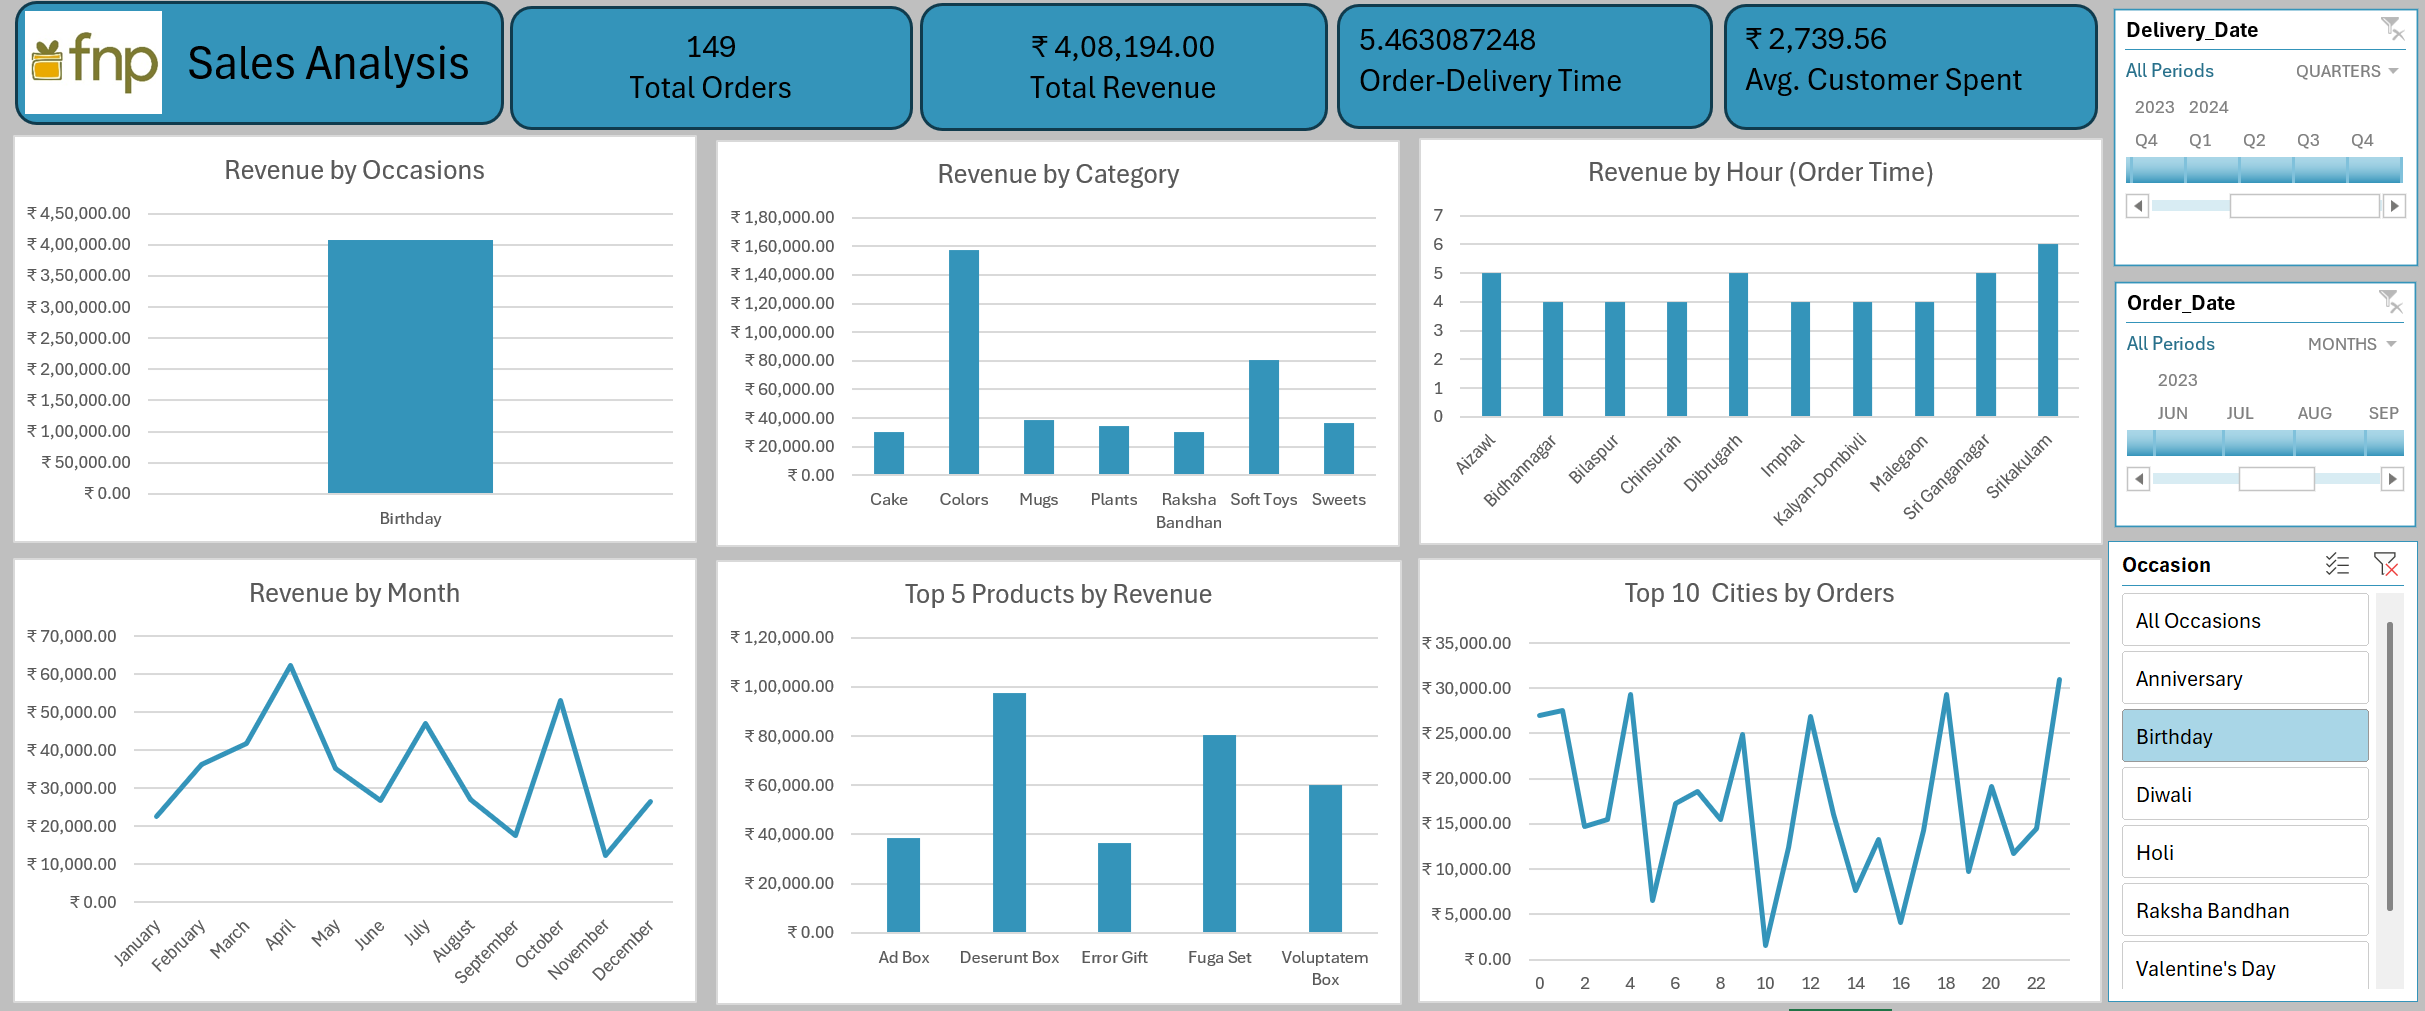 fnp
Sales Analysis
149
Total Orders
₹ 4,08,194.00
Total Revenue
5.463087248
Order-Delivery Time
₹ 2,739.56
Avg. Customer Spent
Delivery_Date
All Periods QUARTERS
2023 2024
Q4 Q1 Q2 Q3 Q4
Order_Date
All Periods MONTHS
2023
JUN JUL AUG SEP
Occasion
All Occasions
Anniversary
Birthday
Diwali
Holi
Raksha Bandhan
Valentine's Day
Revenue by Occasions
₹ 4,50,000.00
₹ 4,00,000.00
₹ 3,50,000.00
₹ 3,00,000.00
₹ 2,50,000.00
₹ 2,00,000.00
₹ 1,50,000.00
₹ 1,00,000.00
₹ 50,000.00
₹ 0.00
Birthday
Revenue by Category
₹ 1,80,000.00
₹ 1,60,000.00
₹ 1,40,000.00
₹ 1,20,000.00
₹ 1,00,000.00
₹ 80,000.00
₹ 60,000.00
₹ 40,000.00
₹ 20,000.00
₹ 0.00
Cake Colors Mugs Plants Raksha Soft Toys Sweets
Bandhan
Revenue by Hour (Order Time)
7
6
5
4
3
2
1
0
Aizawl Bidhannagar Bilaspur Chinsurah Dibrugarh Imphal Kalyan-Dombivli Malegaon Sri Ganganagar Srikakulam
Revenue by Month
₹ 70,000.00
₹ 60,000.00
₹ 50,000.00
₹ 40,000.00
₹ 30,000.00
₹ 20,000.00
₹ 10,000.00
₹ 0.00
January February March April May June July August September October November December
Top 5 Products by Revenue
₹ 1,20,000.00
₹ 1,00,000.00
₹ 80,000.00
₹ 60,000.00
₹ 40,000.00
₹ 20,000.00
₹ 0.00
Ad Box Deserunt Box Error Gift Fuga Set Voluptatem
Box
Top 10  Cities by Orders
₹ 35,000.00
₹ 30,000.00
₹ 25,000.00
₹ 20,000.00
₹ 15,000.00
₹ 10,000.00
₹ 5,000.00
₹ 0.00
0 2 4 6 8 10 12 14 16 18 20 22